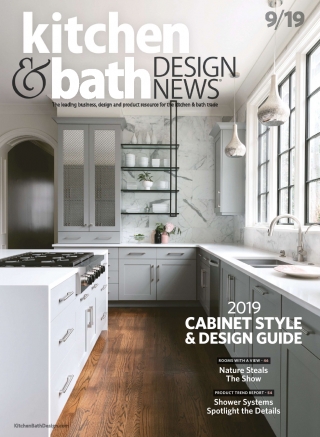 9/19
kitchen
& bath DESIGN
NEWS®
The leading business, design and product resource for the kitchen & bath trade
2019
CABINET STYLE
& DESIGN GUIDE
ROOMS WITH A VIEW • 46
Nature Steals
The Show
PRODUCT TREND REPORT • 54
Shower Systems
Spotlight the Details
KitchenBathDesign.com